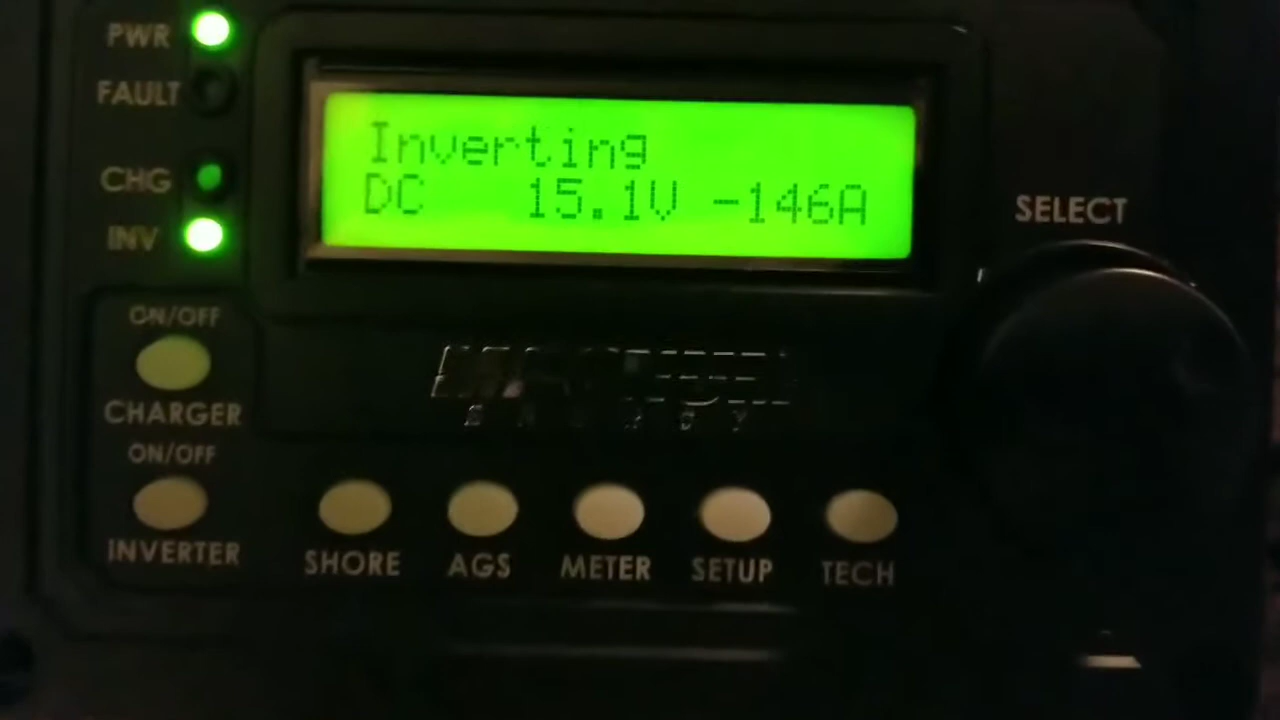 PWR
FAULT
CHG
INV
Inverting
DC 15.1V -146A
SELECT
ON/OFF
CHARGER
ON/OFF
INVERTER
SHORE
AGS
METER
SETUP
TECH